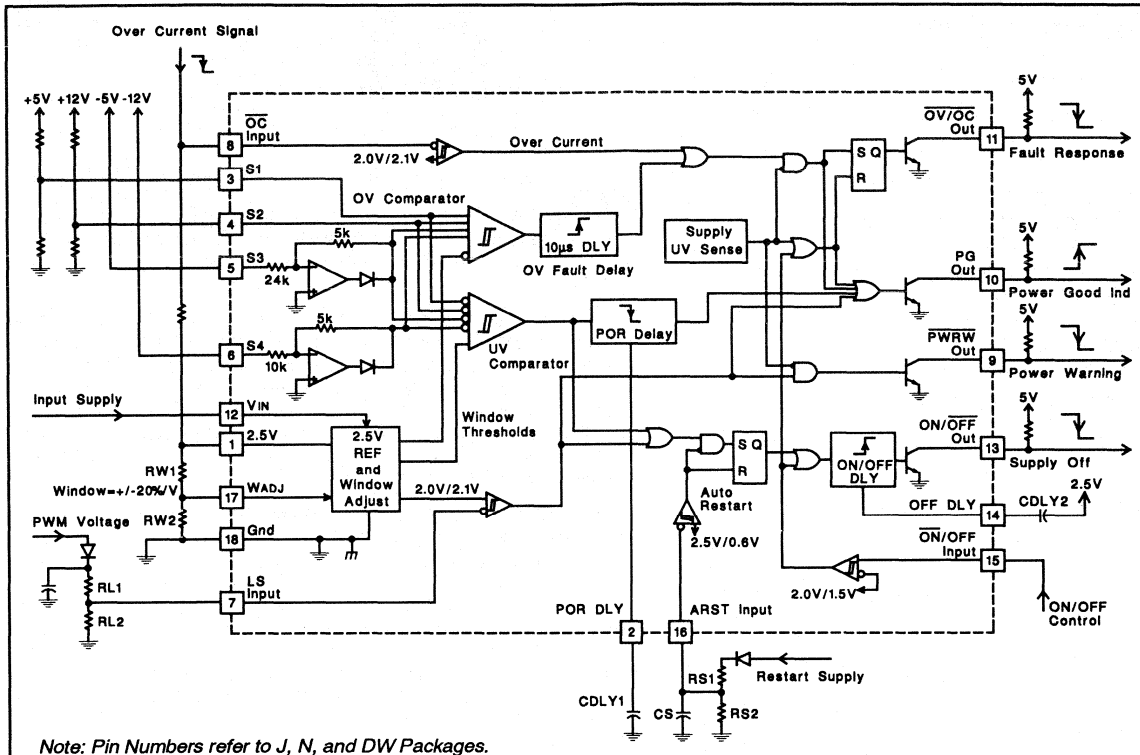 Over Current Signal
+5V +12V -5V -12V
OC Input
8
2.0V/2.1V
Over Current
S1
3
S2
4
S3
5
24k
5k
S4
6
10k
5k
OV Comparator
10μs DLY
OV Fault Delay
UV Comparator
POR Delay
Supply UV Sense
S Q
R
OV/OC Out
11
5V
Fault Response
PG Out
10
5V
Power Good Ind
PWRW Out
9
5V
Power Warning
ON/OFF Out
13
5V
Supply Off
Input Supply
VIN
12
2.5V
1
2.5V REF and Window Adjust
Window Thresholds
RW1
Window=+/-20%/V
WADJ
17
RW2
Gnd
18
PWM Voltage
RL1
RL2
LS Input
7
2.0V/2.1V
S Q
R
Auto Restart
2.5V/0.6V
ON/OFF DLY
OFF DLY
14
CDLY2
2.5V
ON/OFF Input
15
2.0V/1.5V
ON/OFF Control
POR DLY
2
ARST Input
16
CDLY1
CS
RS1
RS2
Restart Supply
Note: Pin Numbers refer to J, N, and DW Packages.